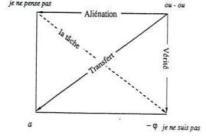 je ne pense pas
ou - ou
Aliénation
la tâche
Transfert
Vérité
a
- φ
je ne suis pas